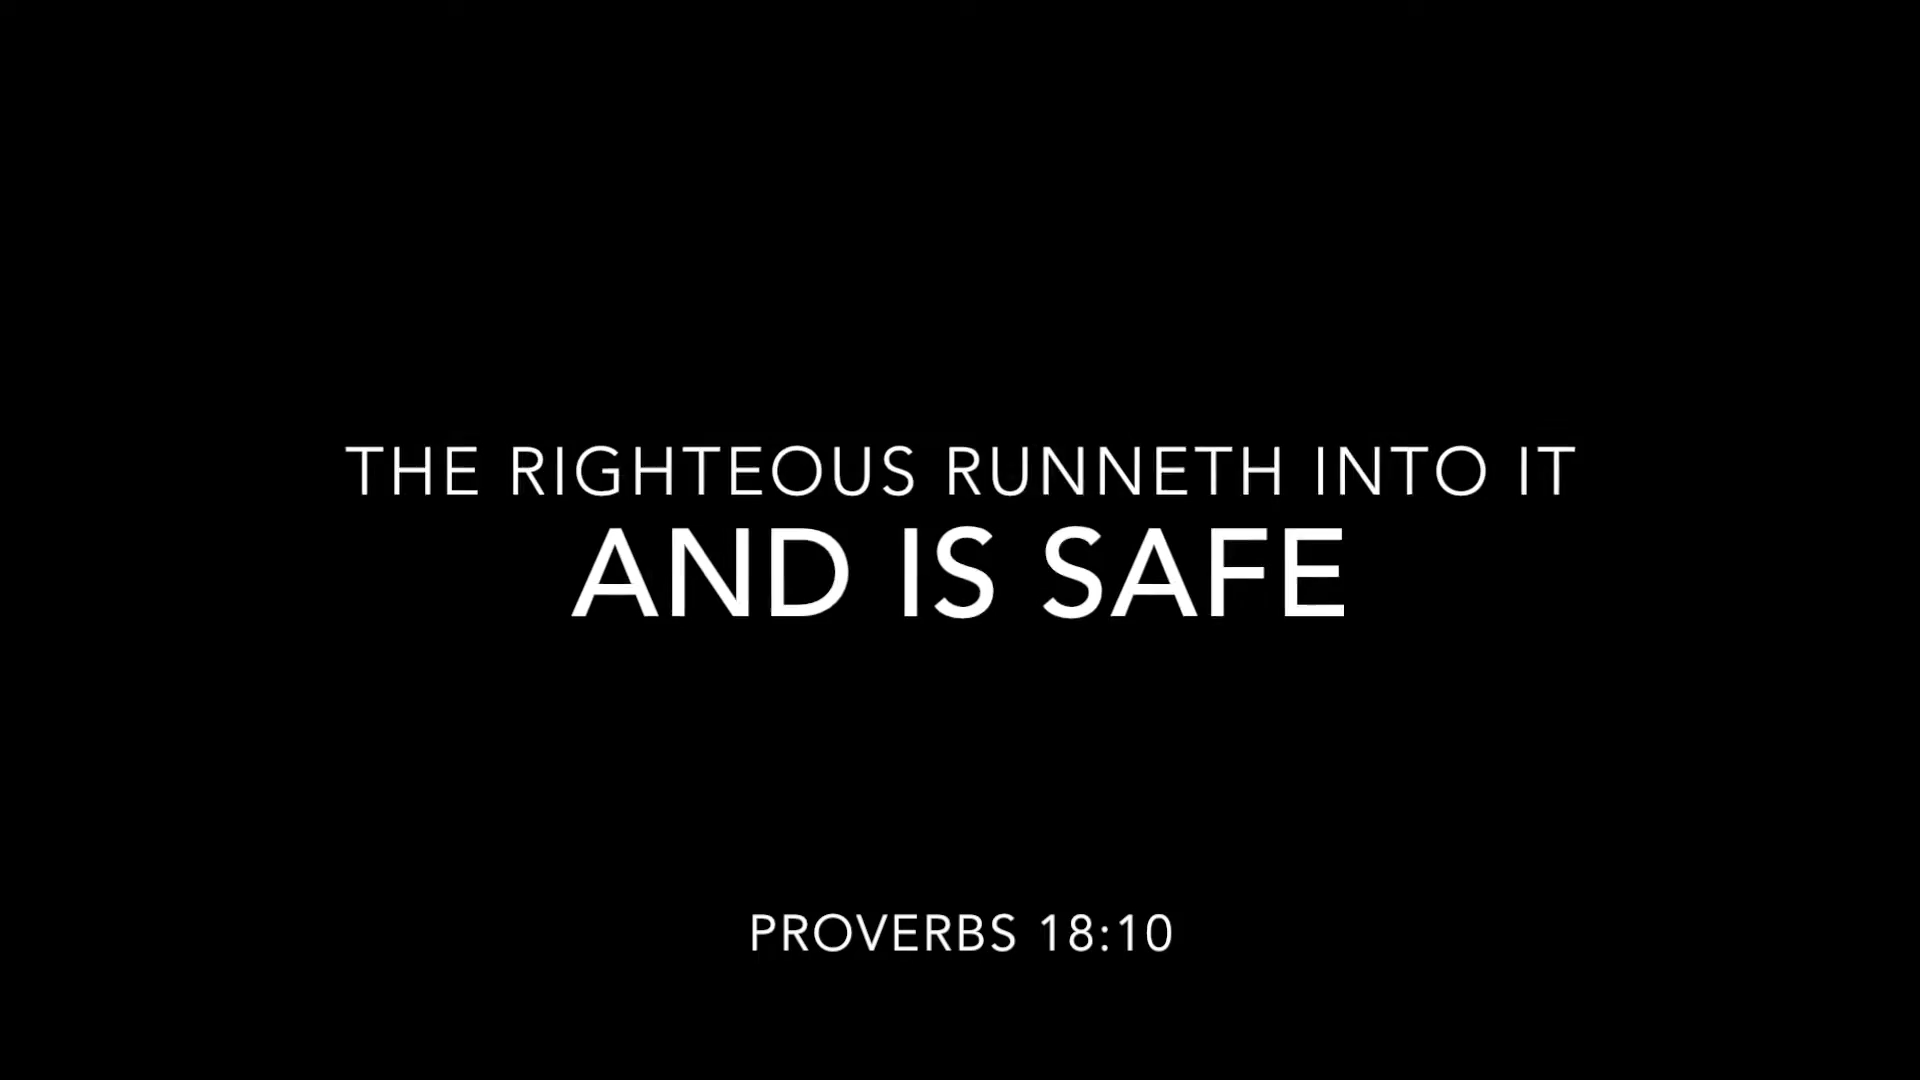 THE RIGHTEOUS RUNNETH INTO IT
AND IS SAFE
PROVERBS 18:10